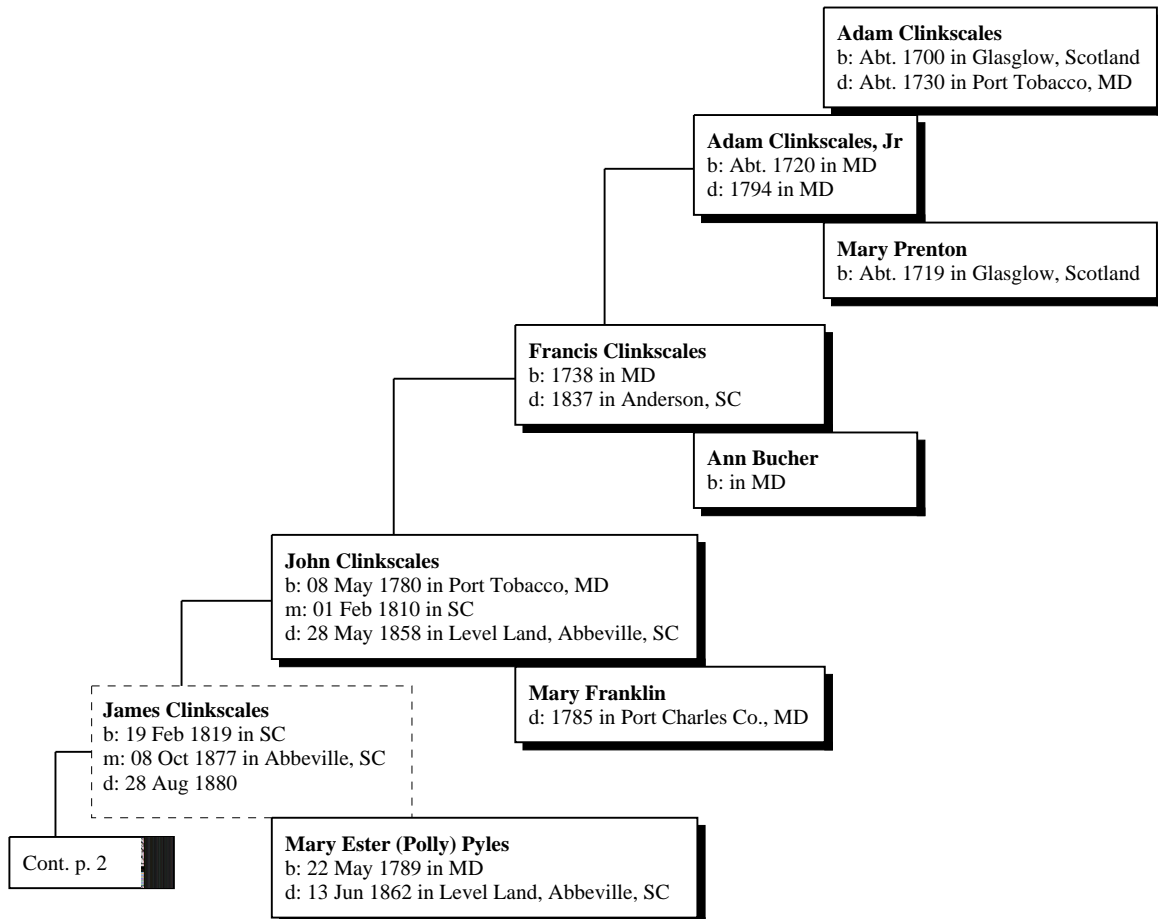 Adam Clinkscales
b: Abt. 1700 in Glasglow, Scotland
d: Abt. 1730 in Port Tobacco, MD
Adam Clinkscales, Jr
b: Abt. 1720 in MD
d: 1794 in MD
Mary Prenton
b: Abt. 1719 in Glasglow, Scotland
Francis Clinkscales
b: 1738 in MD
d: 1837 in Anderson, SC
Ann Bucher
b: in MD
John Clinkscales
b: 08 May 1780 in Port Tobacco, MD
m: 01 Feb 1810 in SC
d: 28 May 1858 in Level Land, Abbeville, SC
Mary Franklin
d: 1785 in Port Charles Co., MD
James Clinkscales
b: 19 Feb 1819 in SC
m: 08 Oct 1877 in Abbeville, SC
d: 28 Aug 1880
Cont. p. 2
Mary Ester (Polly) Pyles
b: 22 May 1789 in MD
d: 13 Jun 1862 in Level Land, Abbeville, SC